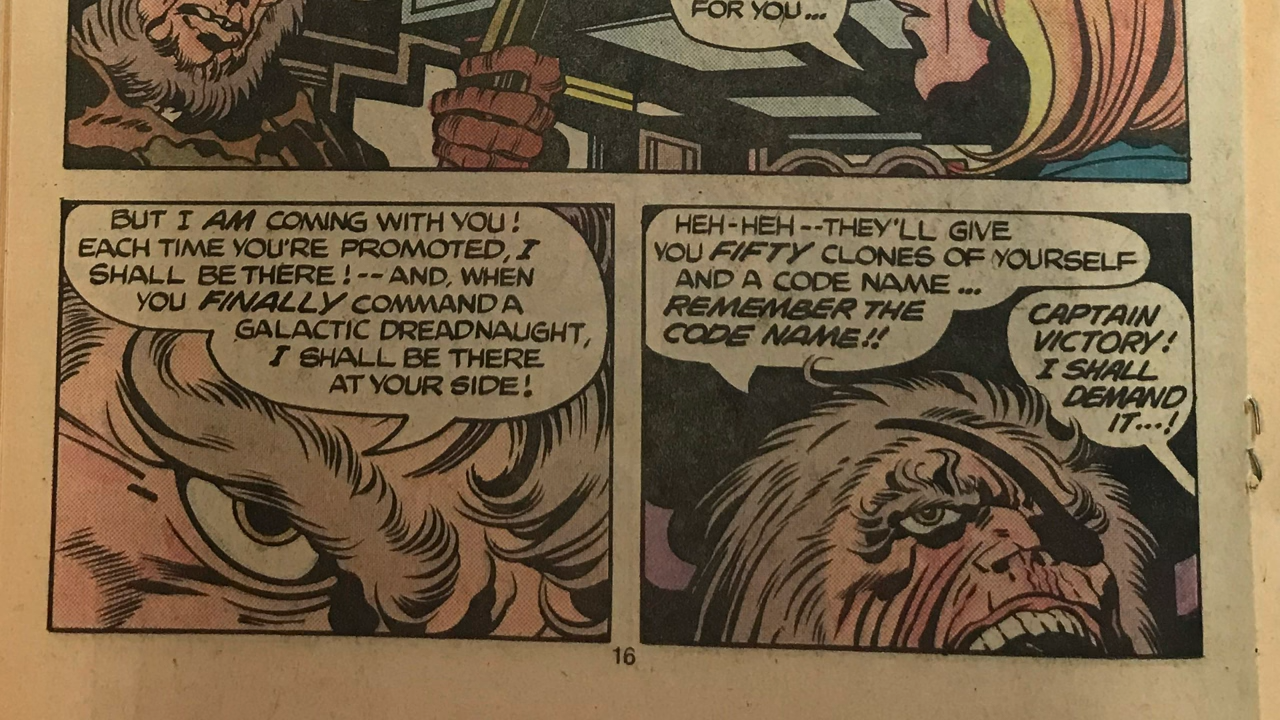 FOR YOU...
BUT I AM COMING WITH YOU!
EACH TIME YOU'RE PROMOTED, I
SHALL BE THERE!--AND, WHEN
YOU FINALLY COMMAND A
GALACTIC DREADNAUGHT,
I SHALL BE THERE
AT YOUR SIDE!
HEH-HEH--THEY'LL GIVE
YOU FIFTY CLONES OF YOURSELF
AND A CODE NAME...
REMEMBER THE
CODE NAME!!
CAPTAIN
VICTORY!
I SHALL
DEMAND
IT...!
16